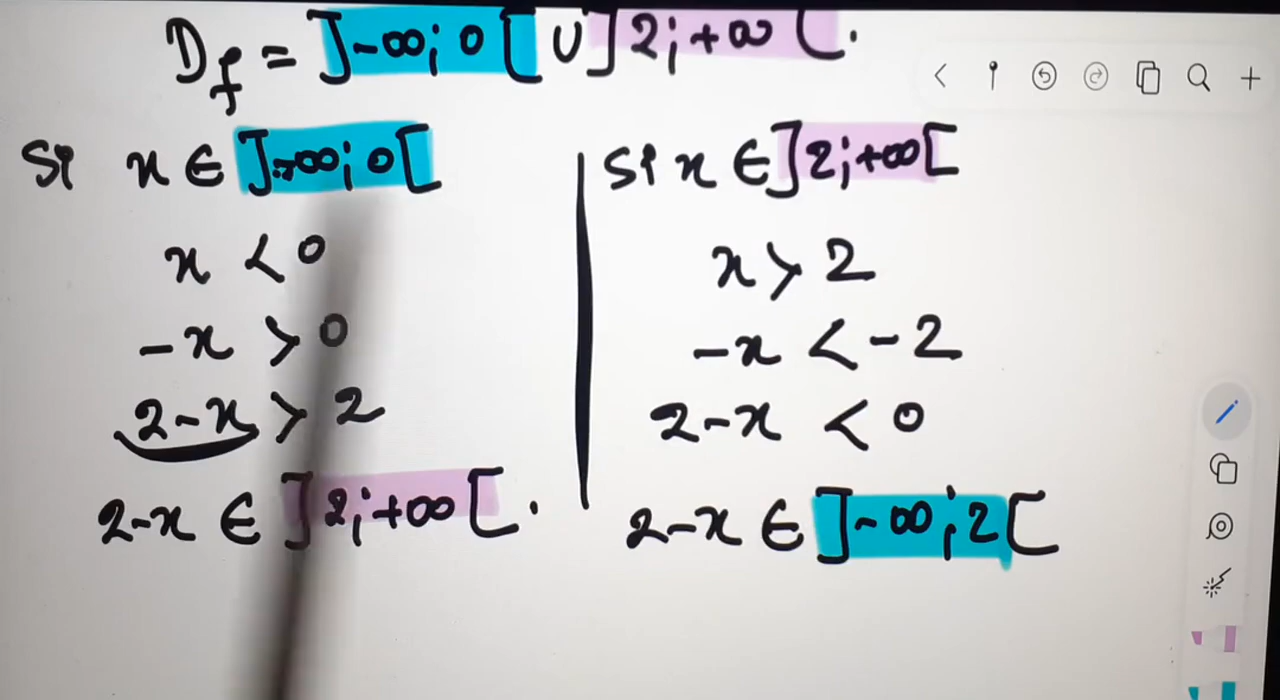 Df = ]-∞; 0[ ∪ ]2; +∞[.
Si x ∈ ]-∞; 0[
x < 0
-x > 0
2-x > 2
2-x ∈ ]2; +∞[.
Si x ∈ ]2; +∞[
x > 2
-x < -2
2-x < 0
2-x ∈ ]-∞; 2[